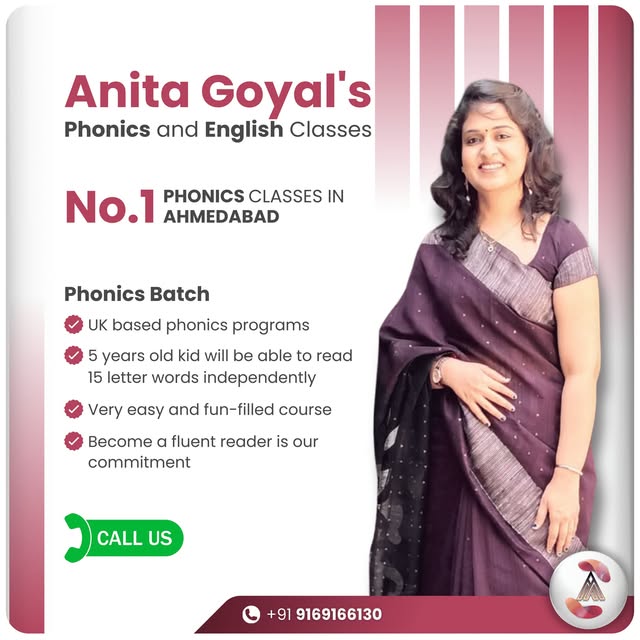 Anita Goyal's
Phonics and English Classes
No.1 PHONICS CLASSES IN
AHMEDABAD
Phonics Batch
UK based phonics programs
5 years old kid will be able to read
15 letter words independently
Very easy and fun-filled course
Become a fluent reader is our
commitment
CALL US
+91 9169166130